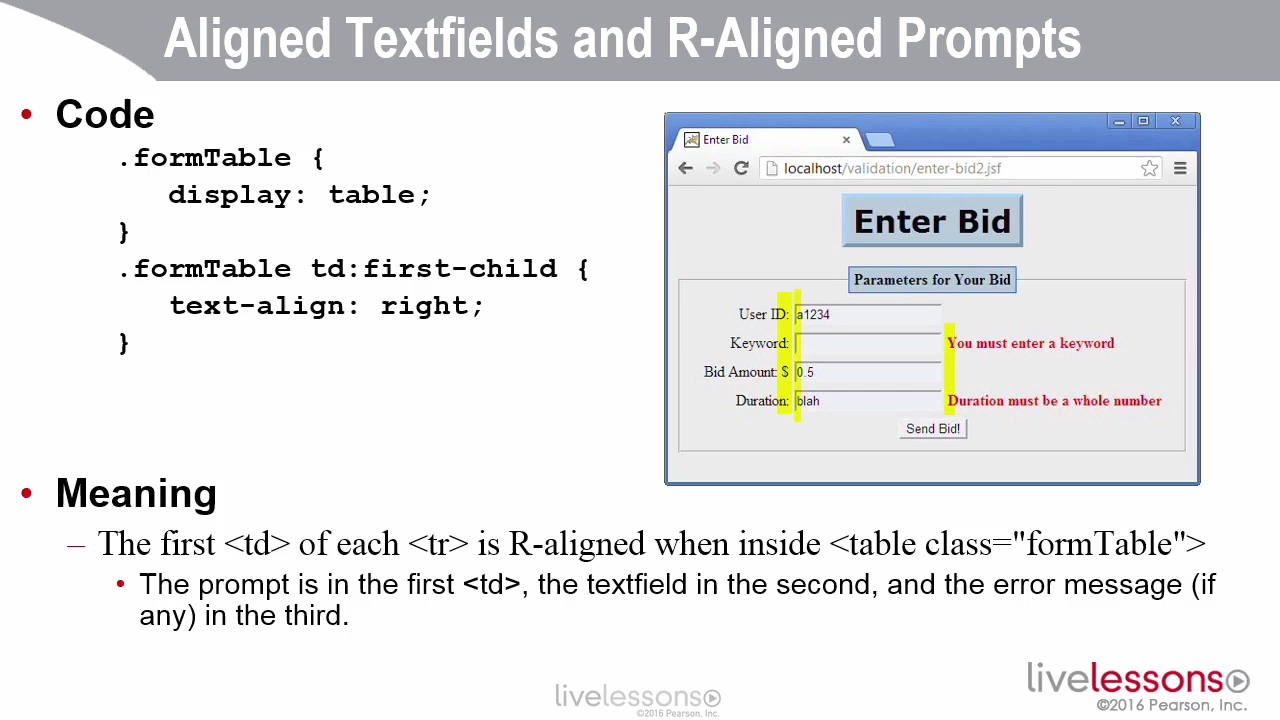 Aligned Textfields and R-Aligned Prompts
• Code
.formTable {
display: table;
}
.formTable td:first-child {
text-align: right;
}
Enter Bid
localhost/validation/enter-bid2.jsf
Enter Bid
Parameters for Your Bid
User ID: a1234
Keyword: You must enter a keyword
Bid Amount: $ 0.5
Duration: blah Duration must be a whole number
Send Bid!
• Meaning
– The first <td> of each <tr> is R-aligned when inside <table class="formTable">
• The prompt is in the first <td>, the textfield in the second, and the error message (if
any) in the third.
livelessons
©2016 Pearson, Inc.
livelessons
©2016 Pearson, Inc.